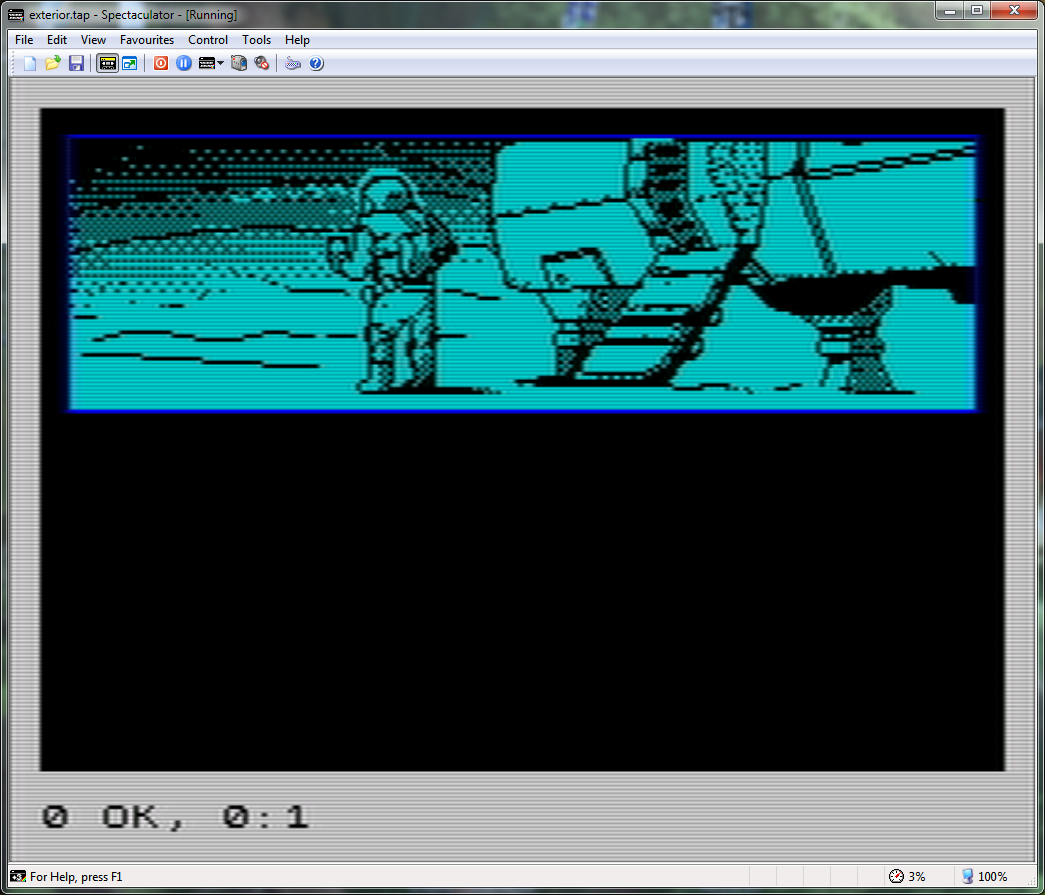 exterior.tap - Spectaculator - [Running]
File Edit View Favourites Control Tools Help
0 OK, 0:1
For Help, press F1
3%
100%